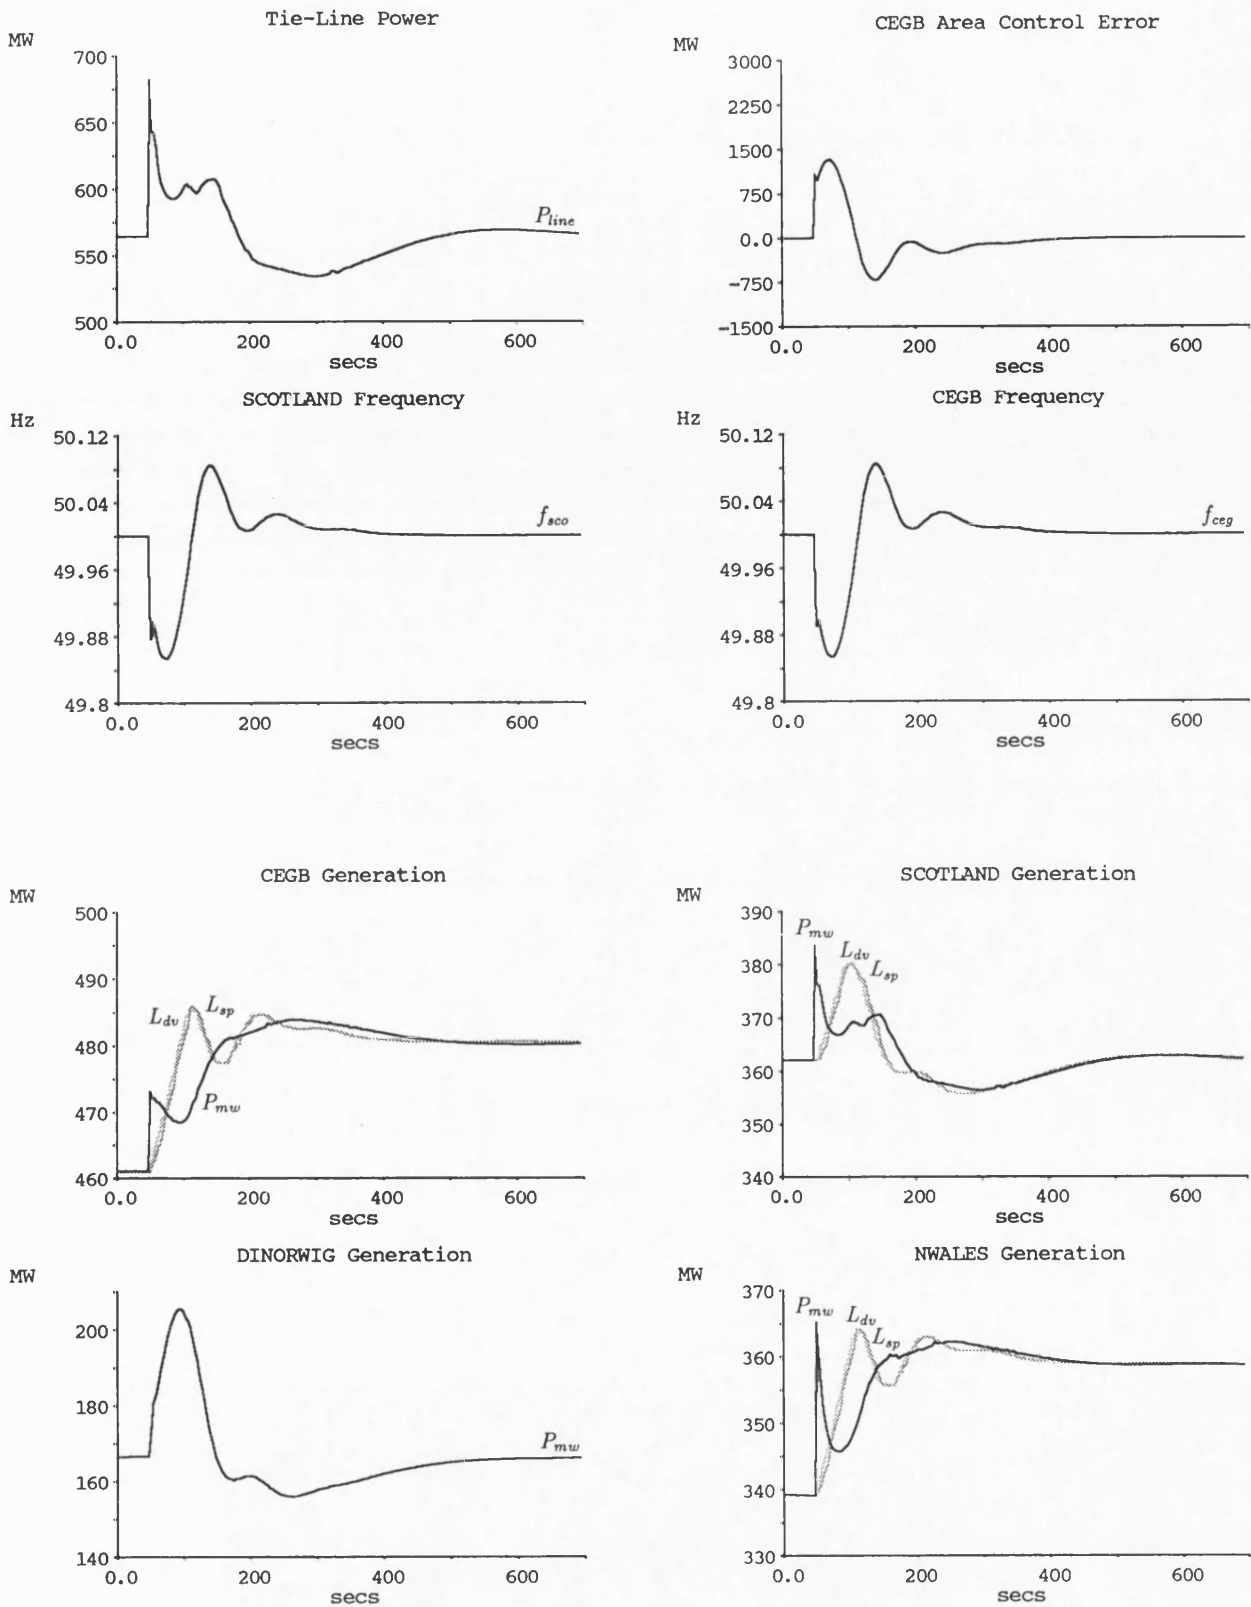 Tie-Line Power
MW
700
650
600
550
500
P_line
0.0 200 400 600
secs
CEGB Area Control Error
MW
3000
2250
1500
750
0.0
-750
-1500
0.0 200 400 600
secs
SCOTLAND Frequency
Hz
50.12
50.04
49.96
49.88
49.8
f_sco
0.0 200 400 600
secs
CEGB Frequency
Hz
50.12
50.04
49.96
49.88
49.8
f_ceg
0.0 200 400 600
secs
CEGB Generation
MW
500
490
480
470
460
L_dv L_sp
P_mw
0.0 200 400 600
secs
SCOTLAND Generation
MW
390
380
370
360
350
340
P_mw
L_dv
L_sp
0.0 200 400 600
secs
DINORWIG Generation
MW
200
180
160
140
P_mw
0.0 200 400 600
secs
NWALES Generation
MW
370
360
350
340
330
P_mw L_dv
L_sp
0.0 200 400 600
secs